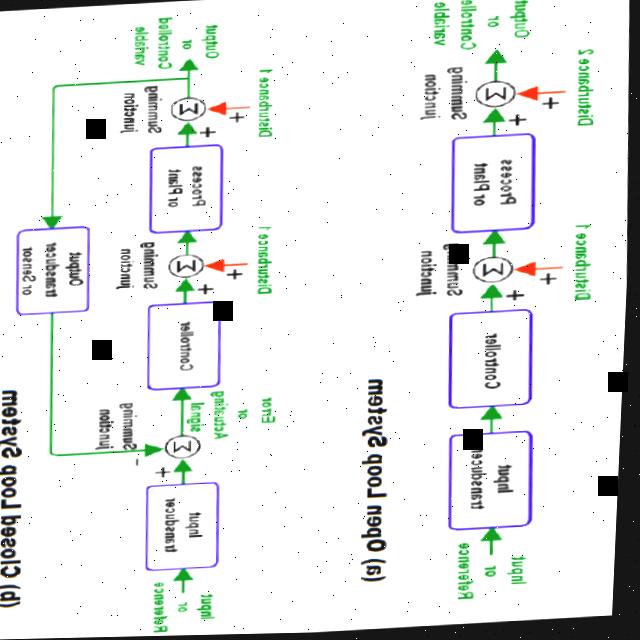 Disturbance 1
Disturbance 2
Input
or
Reference
Input
transducer
Controller
+
+
Σ
Summing
junction
Process
or Plant
+
+
Σ
Summing
junction
Output
or
variable
(a) Open Loop System
Error
or
Actuating
signal
Disturbance 1
Disturbance 1
Input
or
Reference
Input
transducer
+
Σ
-
Summing
junction
Controller
+
+
Σ
Summing
junction
Process
or Plant
+
+
Σ
Summing
junction
Output
or
Controlled
variable
Output
transducer
or Sensor
(b) Closed Loop System